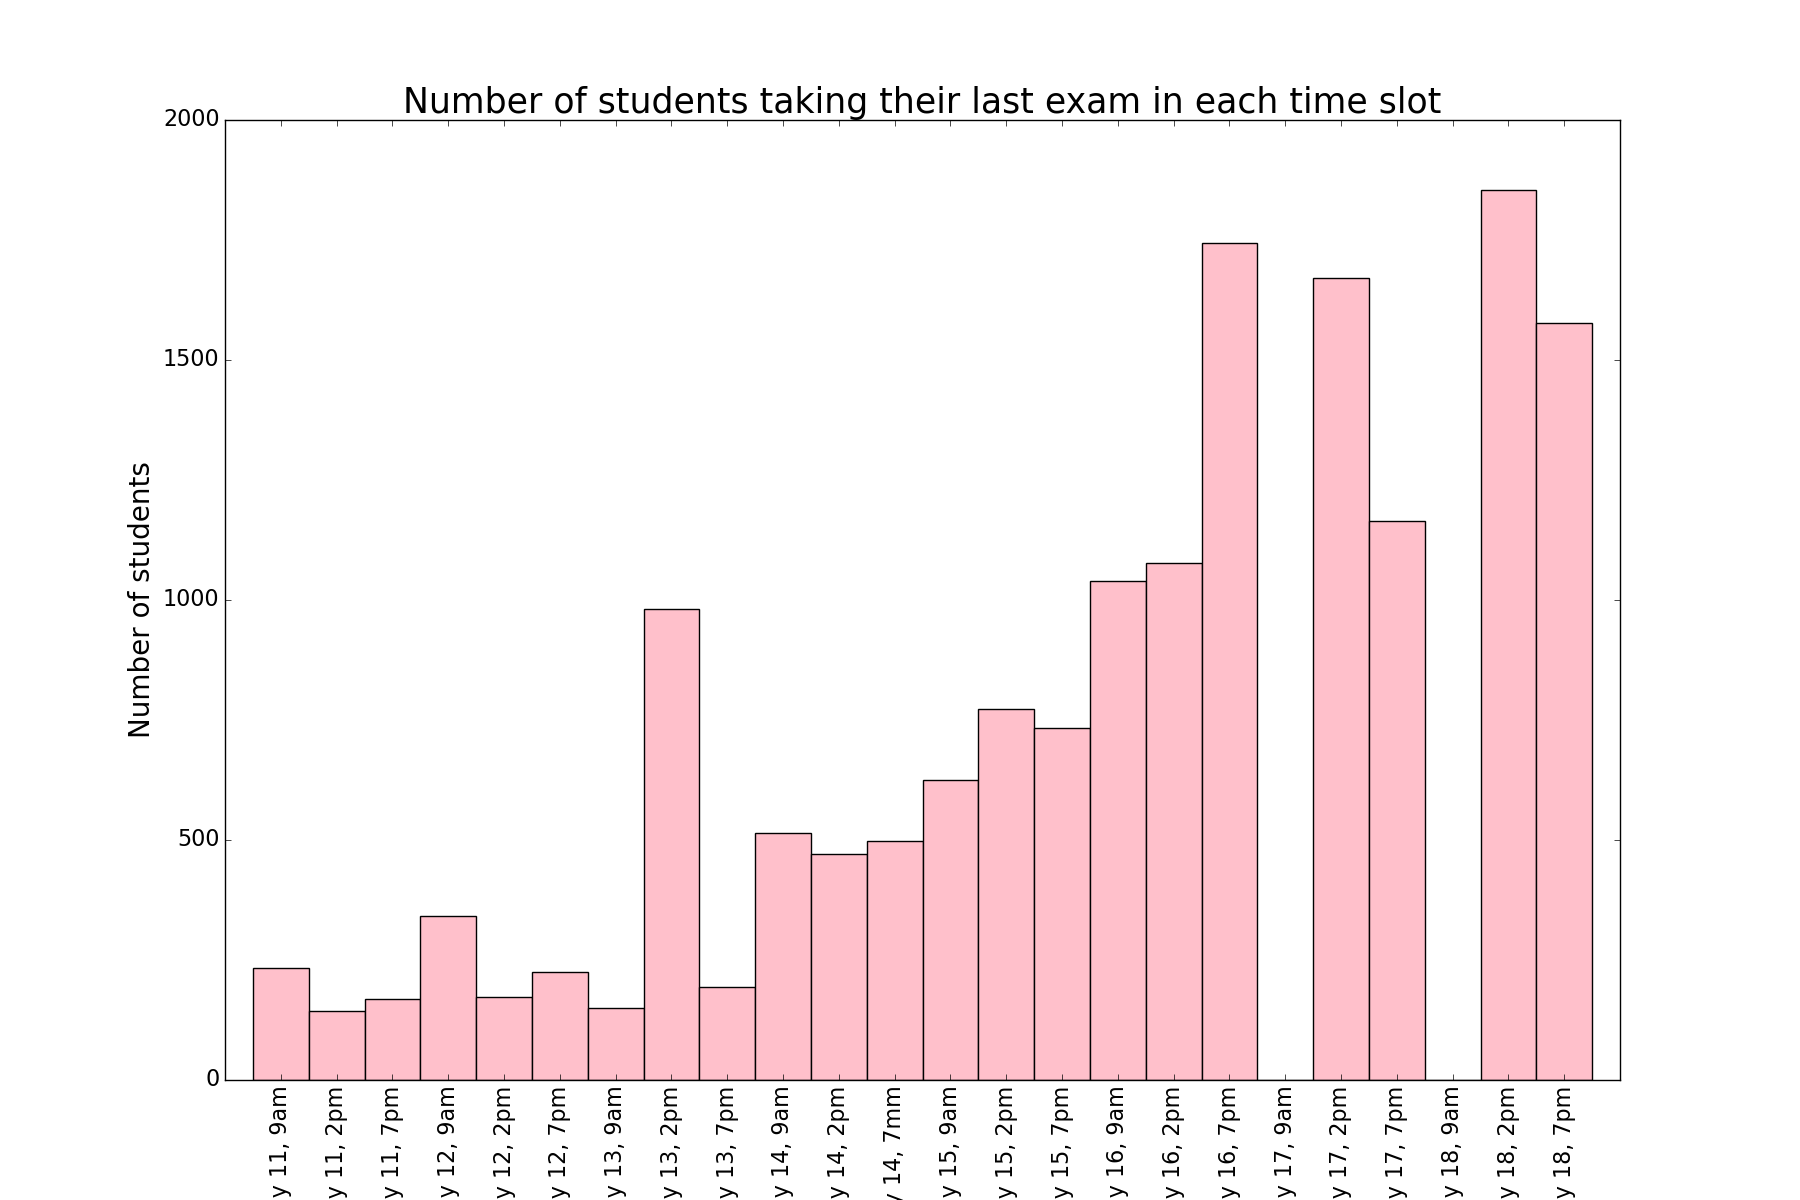 Number of students taking their last exam in each time slot
2000
1500
1000
500
0
Number of students
y 11, 9am
y 11, 2pm
y 11, 7pm
y 12, 9am
y 12, 2pm
y 12, 7pm
y 13, 9am
y 13, 2pm
y 13, 7pm
y 14, 9am
y 14, 2pm
y 14, 7mm
y 15, 9am
y 15, 2pm
y 15, 7pm
y 16, 9am
y 16, 2pm
y 16, 7pm
y 17, 9am
y 17, 2pm
y 17, 7pm
y 18, 9am
y 18, 2pm
y 18, 7pm